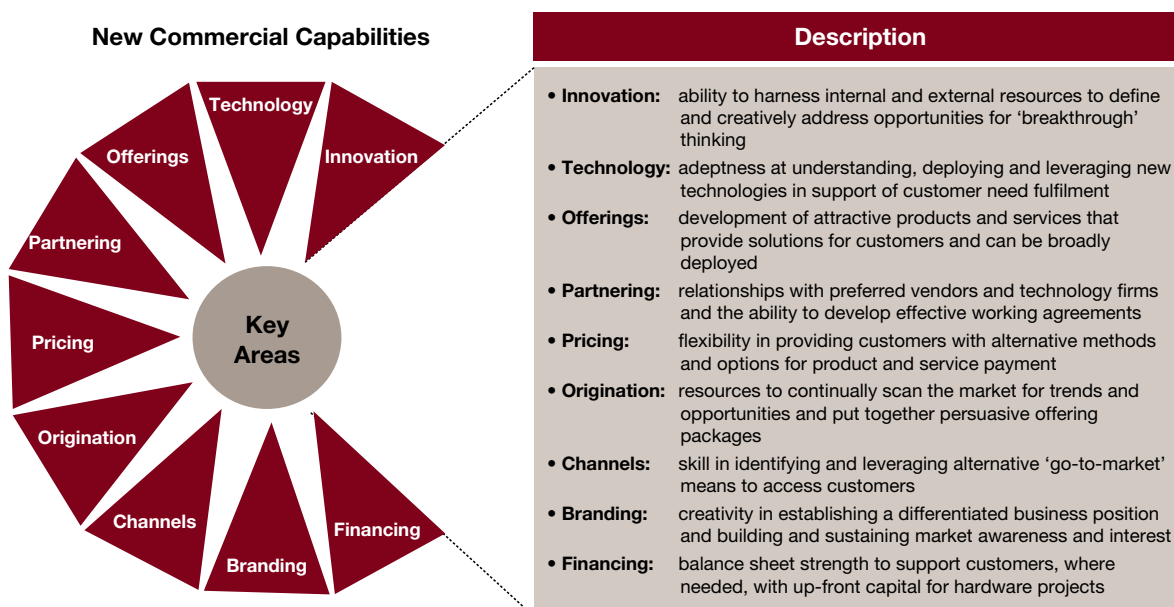 New Commercial Capabilities
Technology
Innovation
Offerings
Partnering
Pricing
Origination
Channels
Branding
Financing
Key
Areas
Description
• Innovation: ability to harness internal and external resources to define
and creatively address opportunities for ‘breakthrough’
thinking
• Technology: adeptness at understanding, deploying and leveraging new
technologies in support of customer need fulfilment
• Offerings: development of attractive products and services that
provide solutions for customers and can be broadly
deployed
• Partnering: relationships with preferred vendors and technology firms
and the ability to develop effective working agreements
• Pricing: flexibility in providing customers with alternative methods
and options for product and service payment
• Origination: resources to continually scan the market for trends and
opportunities and put together persuasive offering
packages
• Channels: skill in identifying and leveraging alternative ‘go-to-market’
means to access customers
• Branding: creativity in establishing a differentiated business position
and building and sustaining market awareness and interest
• Financing: balance sheet strength to support customers, where
needed, with up-front capital for hardware projects